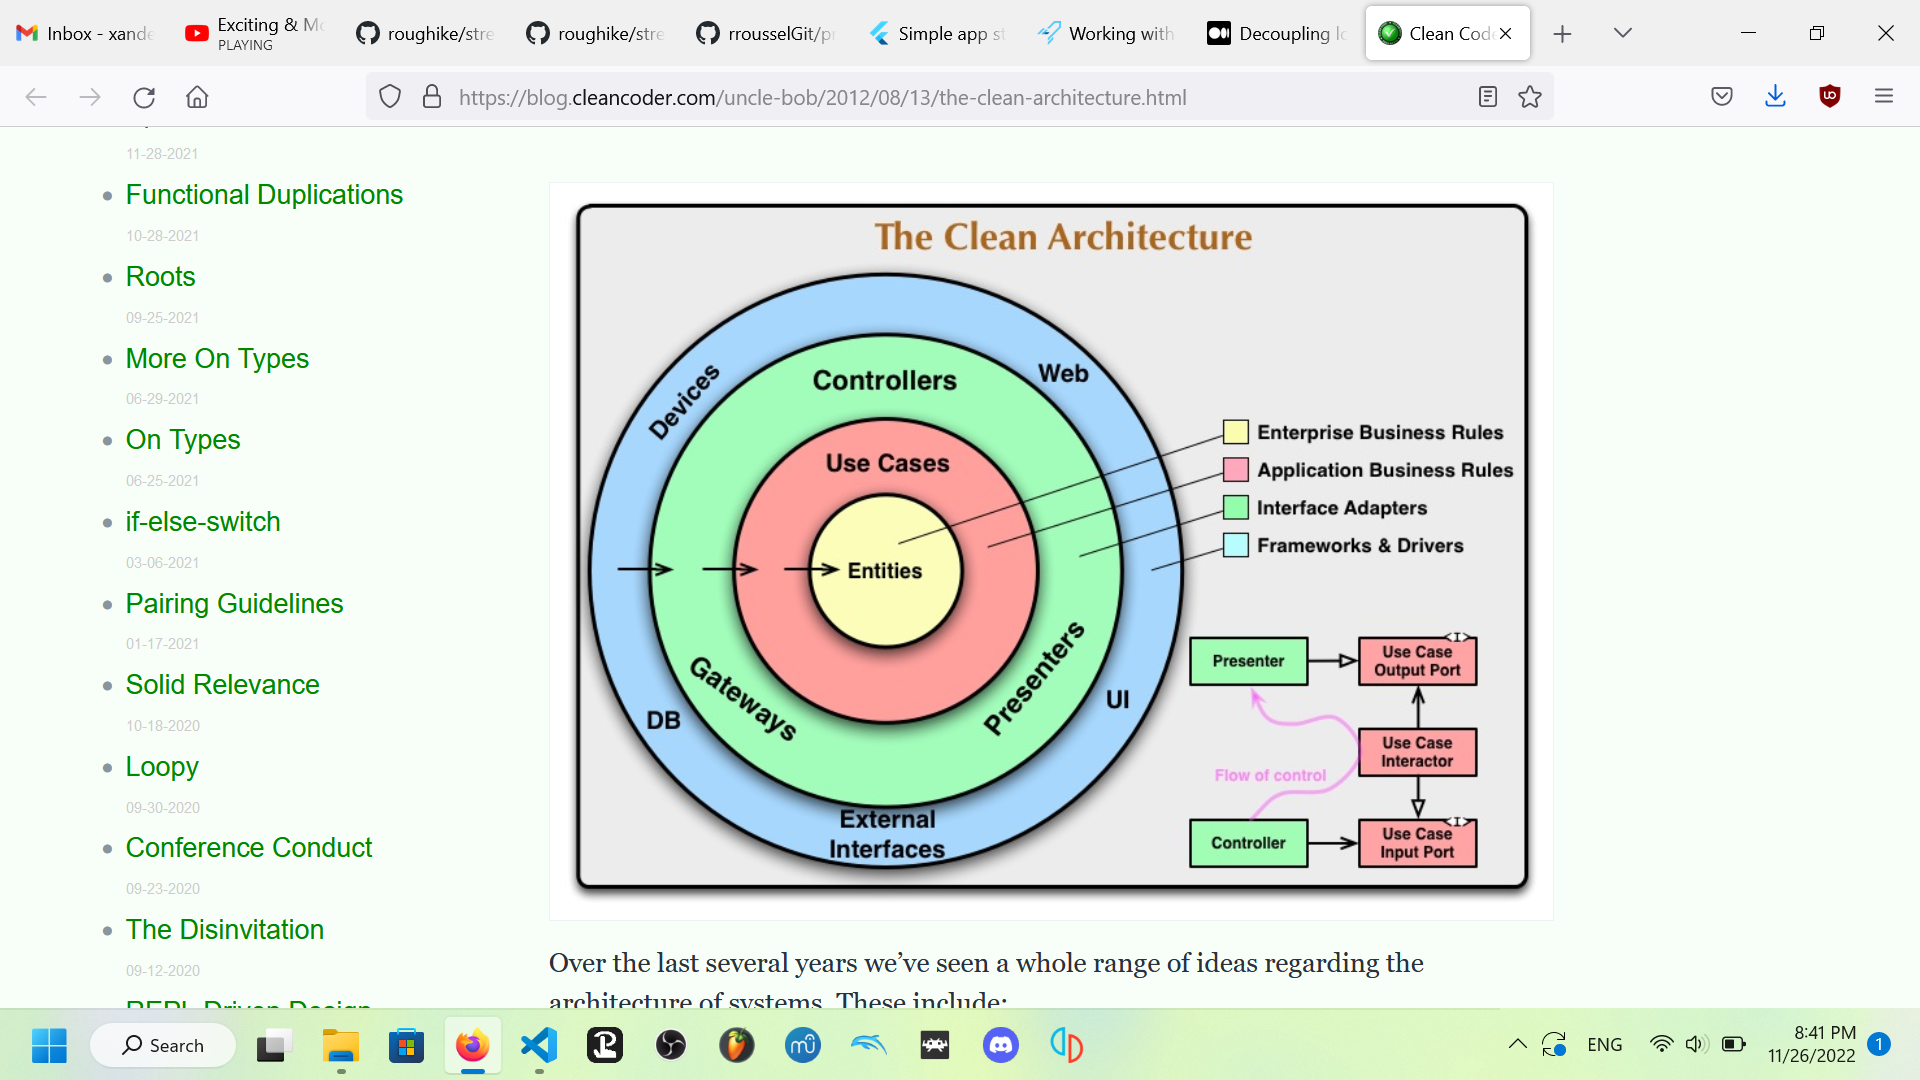 Inbox - xande
Exciting & Mo
PLAYING
roughike/stre
roughike/stre
rrousselGit/pr
Simple app st
Working with
Decoupling lo
Clean Code
https://blog.cleancoder.com/uncle-bob/2012/08/13/the-clean-architecture.html
11-28-2021
Functional Duplications
10-28-2021
Roots
09-25-2021
More On Types
06-29-2021
On Types
06-25-2021
if-else-switch
03-06-2021
Pairing Guidelines
01-17-2021
Solid Relevance
10-18-2020
Loopy
09-30-2020
Conference Conduct
09-23-2020
The Disinvitation
09-12-2020
REPL Driven Design
The Clean Architecture
Devices
Web
Controllers
Use Cases
Entities
Gateways
Presenters
DB
UI
External
Interfaces
Enterprise Business Rules
Application Business Rules
Interface Adapters
Frameworks & Drivers
Presenter
<I>
Use Case
Output Port
Use Case
Interactor
Flow of control
Controller
<I>
Use Case
Input Port
Over the last several years we’ve seen a whole range of ideas regarding the
architecture of systems. These include:
Search
ENG
8:41 PM
11/26/2022
1